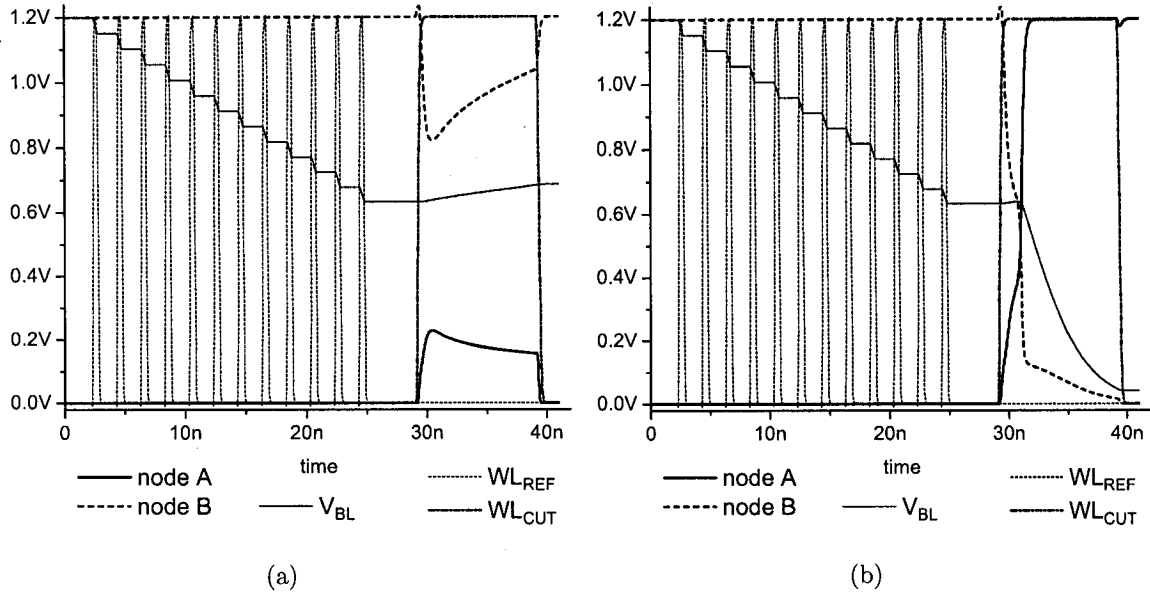 1.2V
1.0V
0.8V
0.6V
0.4V
0.2V
0.0V
0 10n 20n 30n 40n
time
node A WL_REF
node B V_BL WL_CUT
(a)
1.2V
1.0V
0.8V
0.6V
0.4V
0.2V
0.0V
0 10n 20n 30n 40n
time
node A WL_REF
node B V_BL WL_CUT
(b)